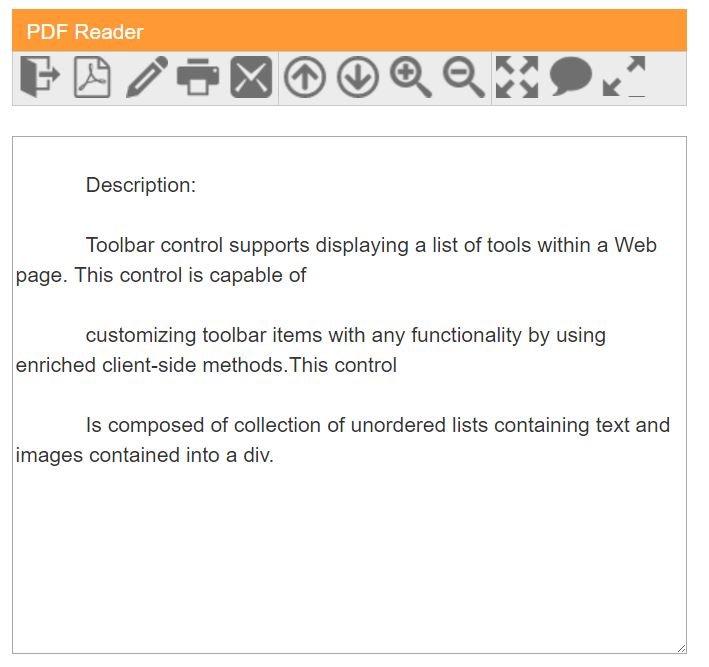 PDF Reader
Description:
Toolbar control supports displaying a list of tools within a Web
page. This control is capable of
customizing toolbar items with any functionality by using
enriched client-side methods.This control
Is composed of collection of unordered lists containing text and
images contained into a div.